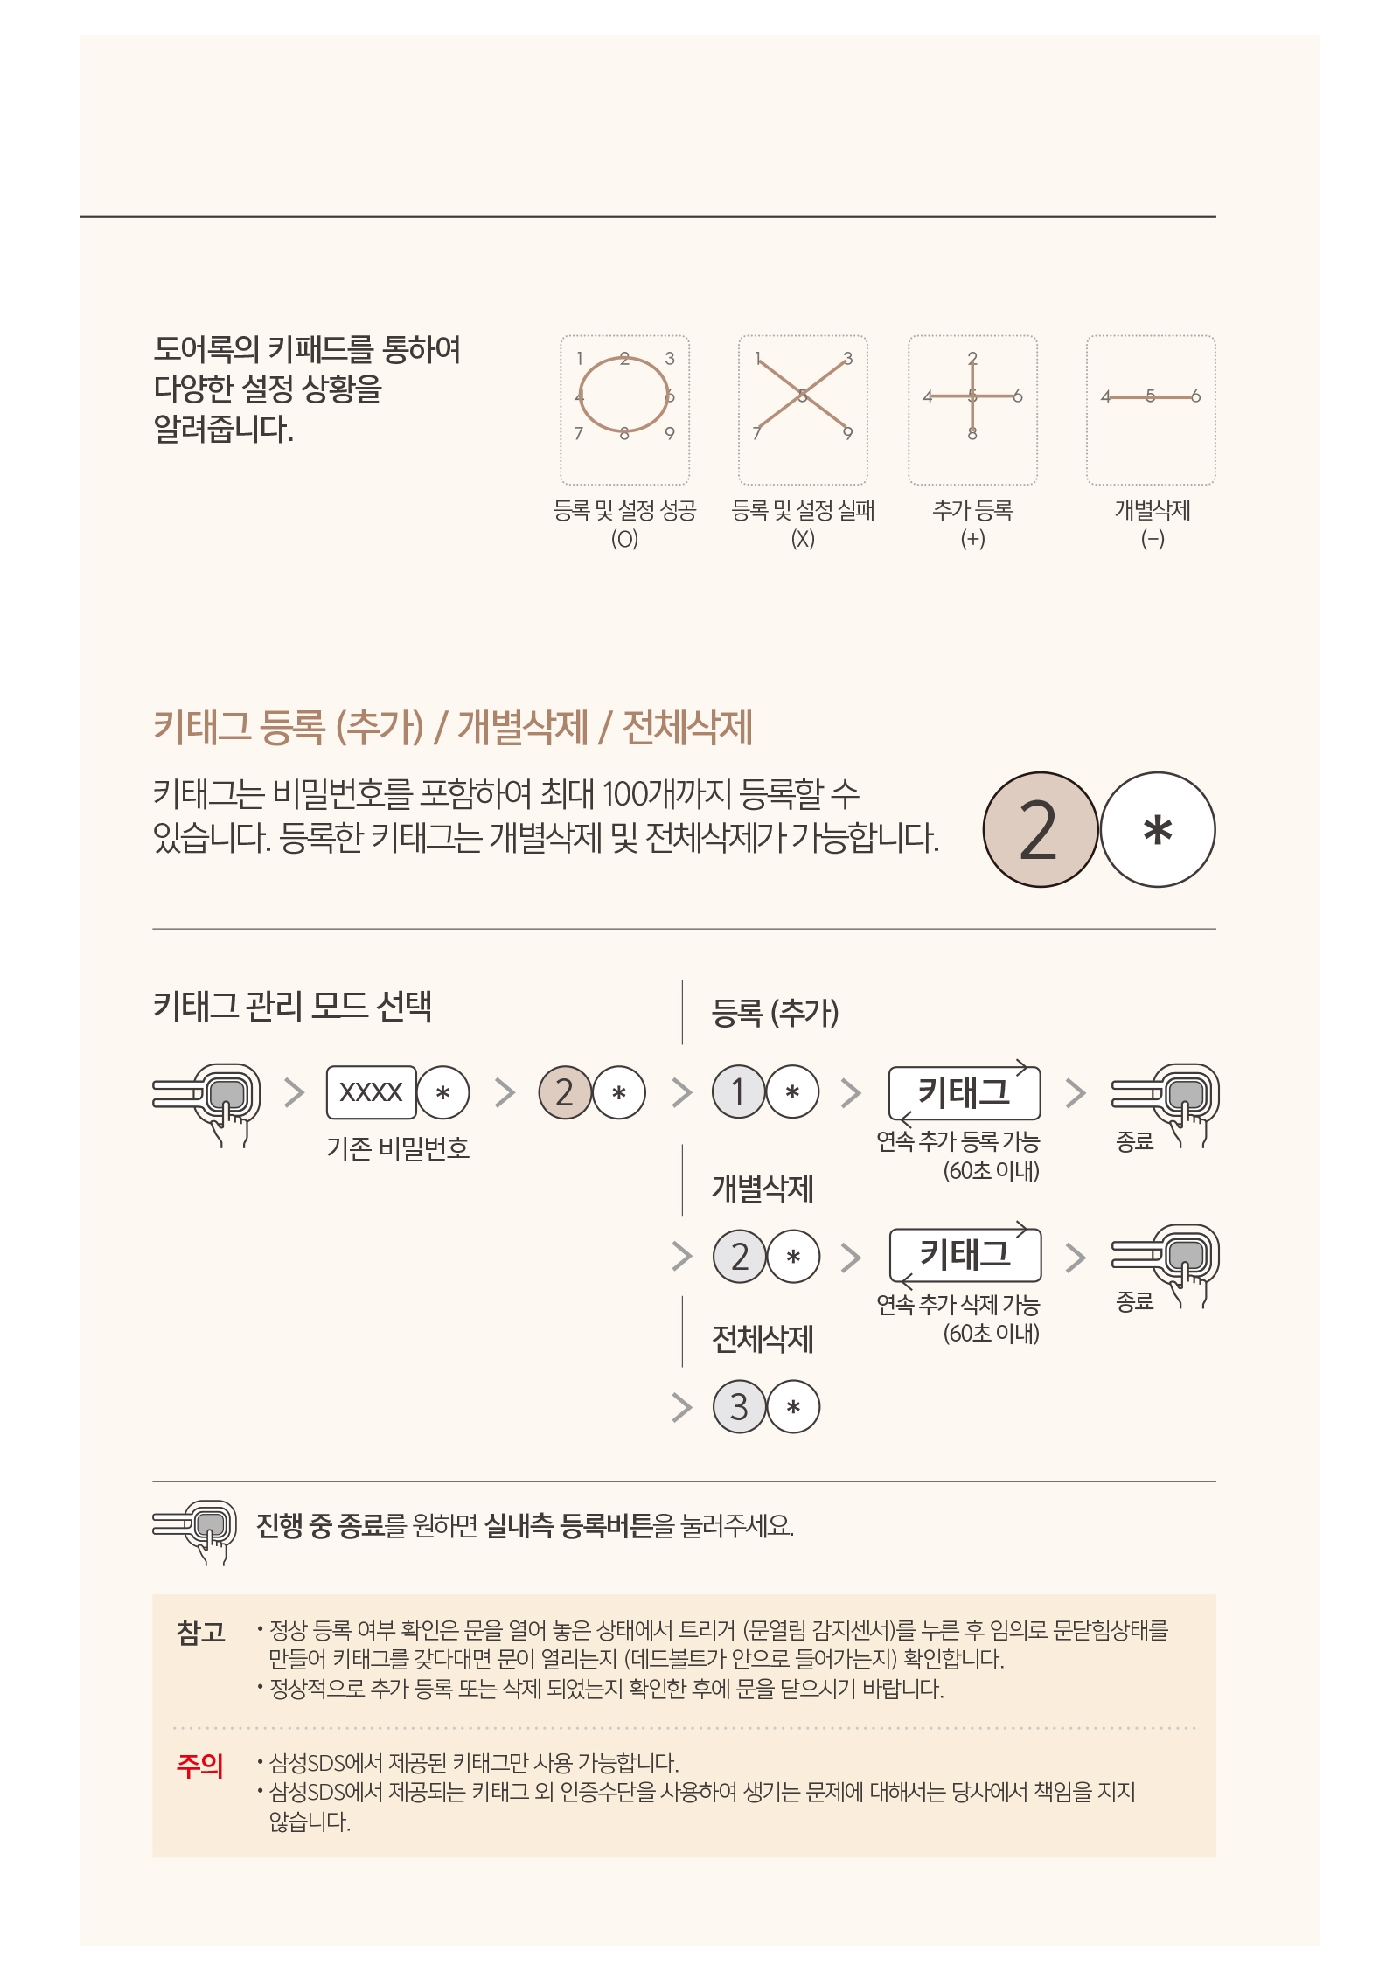 도어록의 키패드를 통하여
다양한 설정 상황을
알려줍니다.
1 2 3
4 6
7 8 9
등록 및 설정 성공
(O)
1 3
5
7 9
등록 및 설정 실패
(X)
2
4 5 6
8
추가 등록
(+)
4 5 6
개별삭제
(−)
키태그 등록 (추가) / 개별삭제 / 전체삭제
키태그는 비밀번호를 포함하여 최대 100개까지 등록할 수
있습니다. 등록한 키태그는 개별삭제 및 전체삭제가 가능합니다.
2 *
키태그 관리 모드 선택
> XXXX * > 2 *
기존 비밀번호
등록 (추가)
> 1 * > 키태그 >
연속 추가 등록 가능
(60초 이내)
종료
개별삭제
> 2 * > 키태그 >
연속 추가 삭제 가능
(60초 이내)
종료
전체삭제
> 3 *
진행 중 종료를 원하면 실내측 등록버튼을 눌러주세요.
참고
• 정상 등록 여부 확인은 문을 열어 놓은 상태에서 트리거 (문열림 감지센서)를 누른 후 임의로 문닫힘상태를
만들어 키태그를 갖다대면 문이 열리는지 (데드볼트가 안으로 들어가는지) 확인합니다.
• 정상적으로 추가 등록 또는 삭제 되었는지 확인한 후에 문을 닫으시기 바랍니다.
주의
• 삼성SDS에서 제공된 키태그만 사용 가능합니다.
• 삼성SDS에서 제공되는 키태그 외 인증수단을 사용하여 생기는 문제에 대해서는 당사에서 책임을 지지
않습니다.